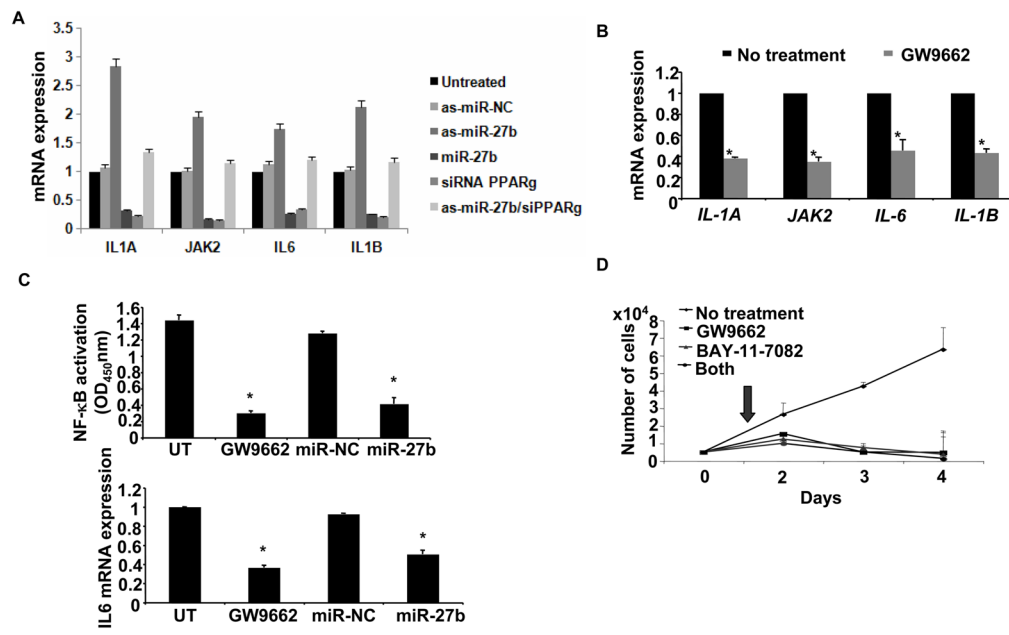 A
mRNA expression
3.5
3
2.5
2
1.5
1
0.5
0
IL1A JAK2 IL6 IL1B
Untreated
as-miR-NC
as-miR-27b
miR-27b
siRNA PPARg
as-miR-27b/siPPARg
B
No treatment GW9662
mRNA expression
1.2
1
0.8
0.6
0.4
0.2
0
* * * *
IL-1A JAK2 IL-6 IL-1B
C
NF-κB activation
(OD450nm)
1.6
1.4
1.2
1
0.8
0.6
0.4
0.2
0
* *
UT GW9662 miR-NC miR-27b
IL6 mRNA expression
1.2
1
0.8
0.6
0.4
0.2
0
* *
UT GW9662 miR-NC miR-27b
D
x10⁴
No treatment
GW9662
BAY-11-7082
Both
Number of cells
8
7
6
5
4
3
2
1
0
0 2 3 4
Days